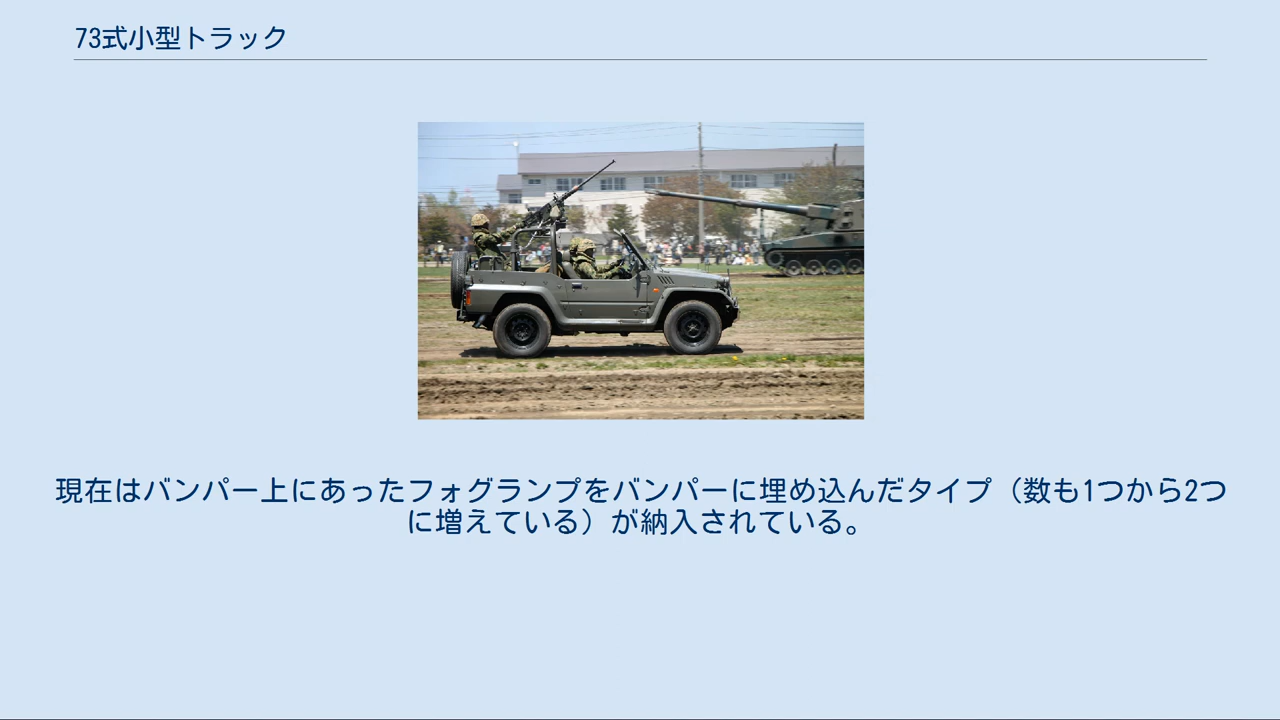 73式小型トラック
現在はバンパー上にあったフォグランプをバンパーに埋め込んだタイプ（数も1つから2つ
に増えている）が納入されている。